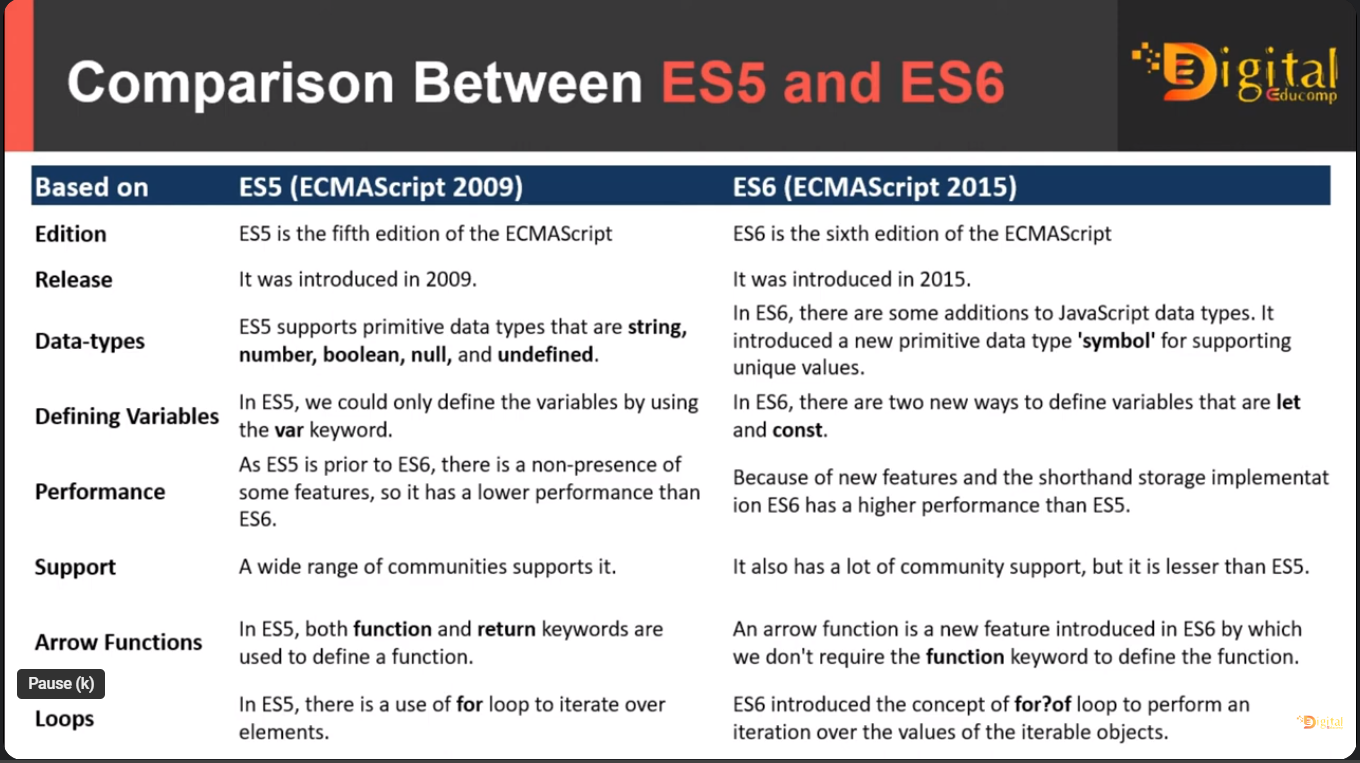 Comparison Between ES5 and ES6
Digital
Educomp
Based on ES5 (ECMAScript 2009) ES6 (ECMAScript 2015)
Edition ES5 is the fifth edition of the ECMAScript ES6 is the sixth edition of the ECMAScript
Release It was introduced in 2009. It was introduced in 2015.
Data-types
ES5 supports primitive data types that are string,
number, boolean, null, and undefined.
In ES6, there are some additions to JavaScript data types. It
introduced a new primitive data type 'symbol' for supporting
unique values.
Defining Variables
In ES5, we could only define the variables by using
the var keyword.
In ES6, there are two new ways to define variables that are let
and const.
Performance
As ES5 is prior to ES6, there is a non-presence of
some features, so it has a lower performance than
ES6.
Because of new features and the shorthand storage implementat
ion ES6 has a higher performance than ES5.
Support A wide range of communities supports it. It also has a lot of community support, but it is lesser than ES5.
Arrow Functions
In ES5, both function and return keywords are
used to define a function.
An arrow function is a new feature introduced in ES6 by which
we don't require the function keyword to define the function.
Pause (k)
Loops
In ES5, there is a use of for loop to iterate over
elements.
ES6 introduced the concept of for?of loop to perform an
iteration over the values of the iterable objects.
Digital